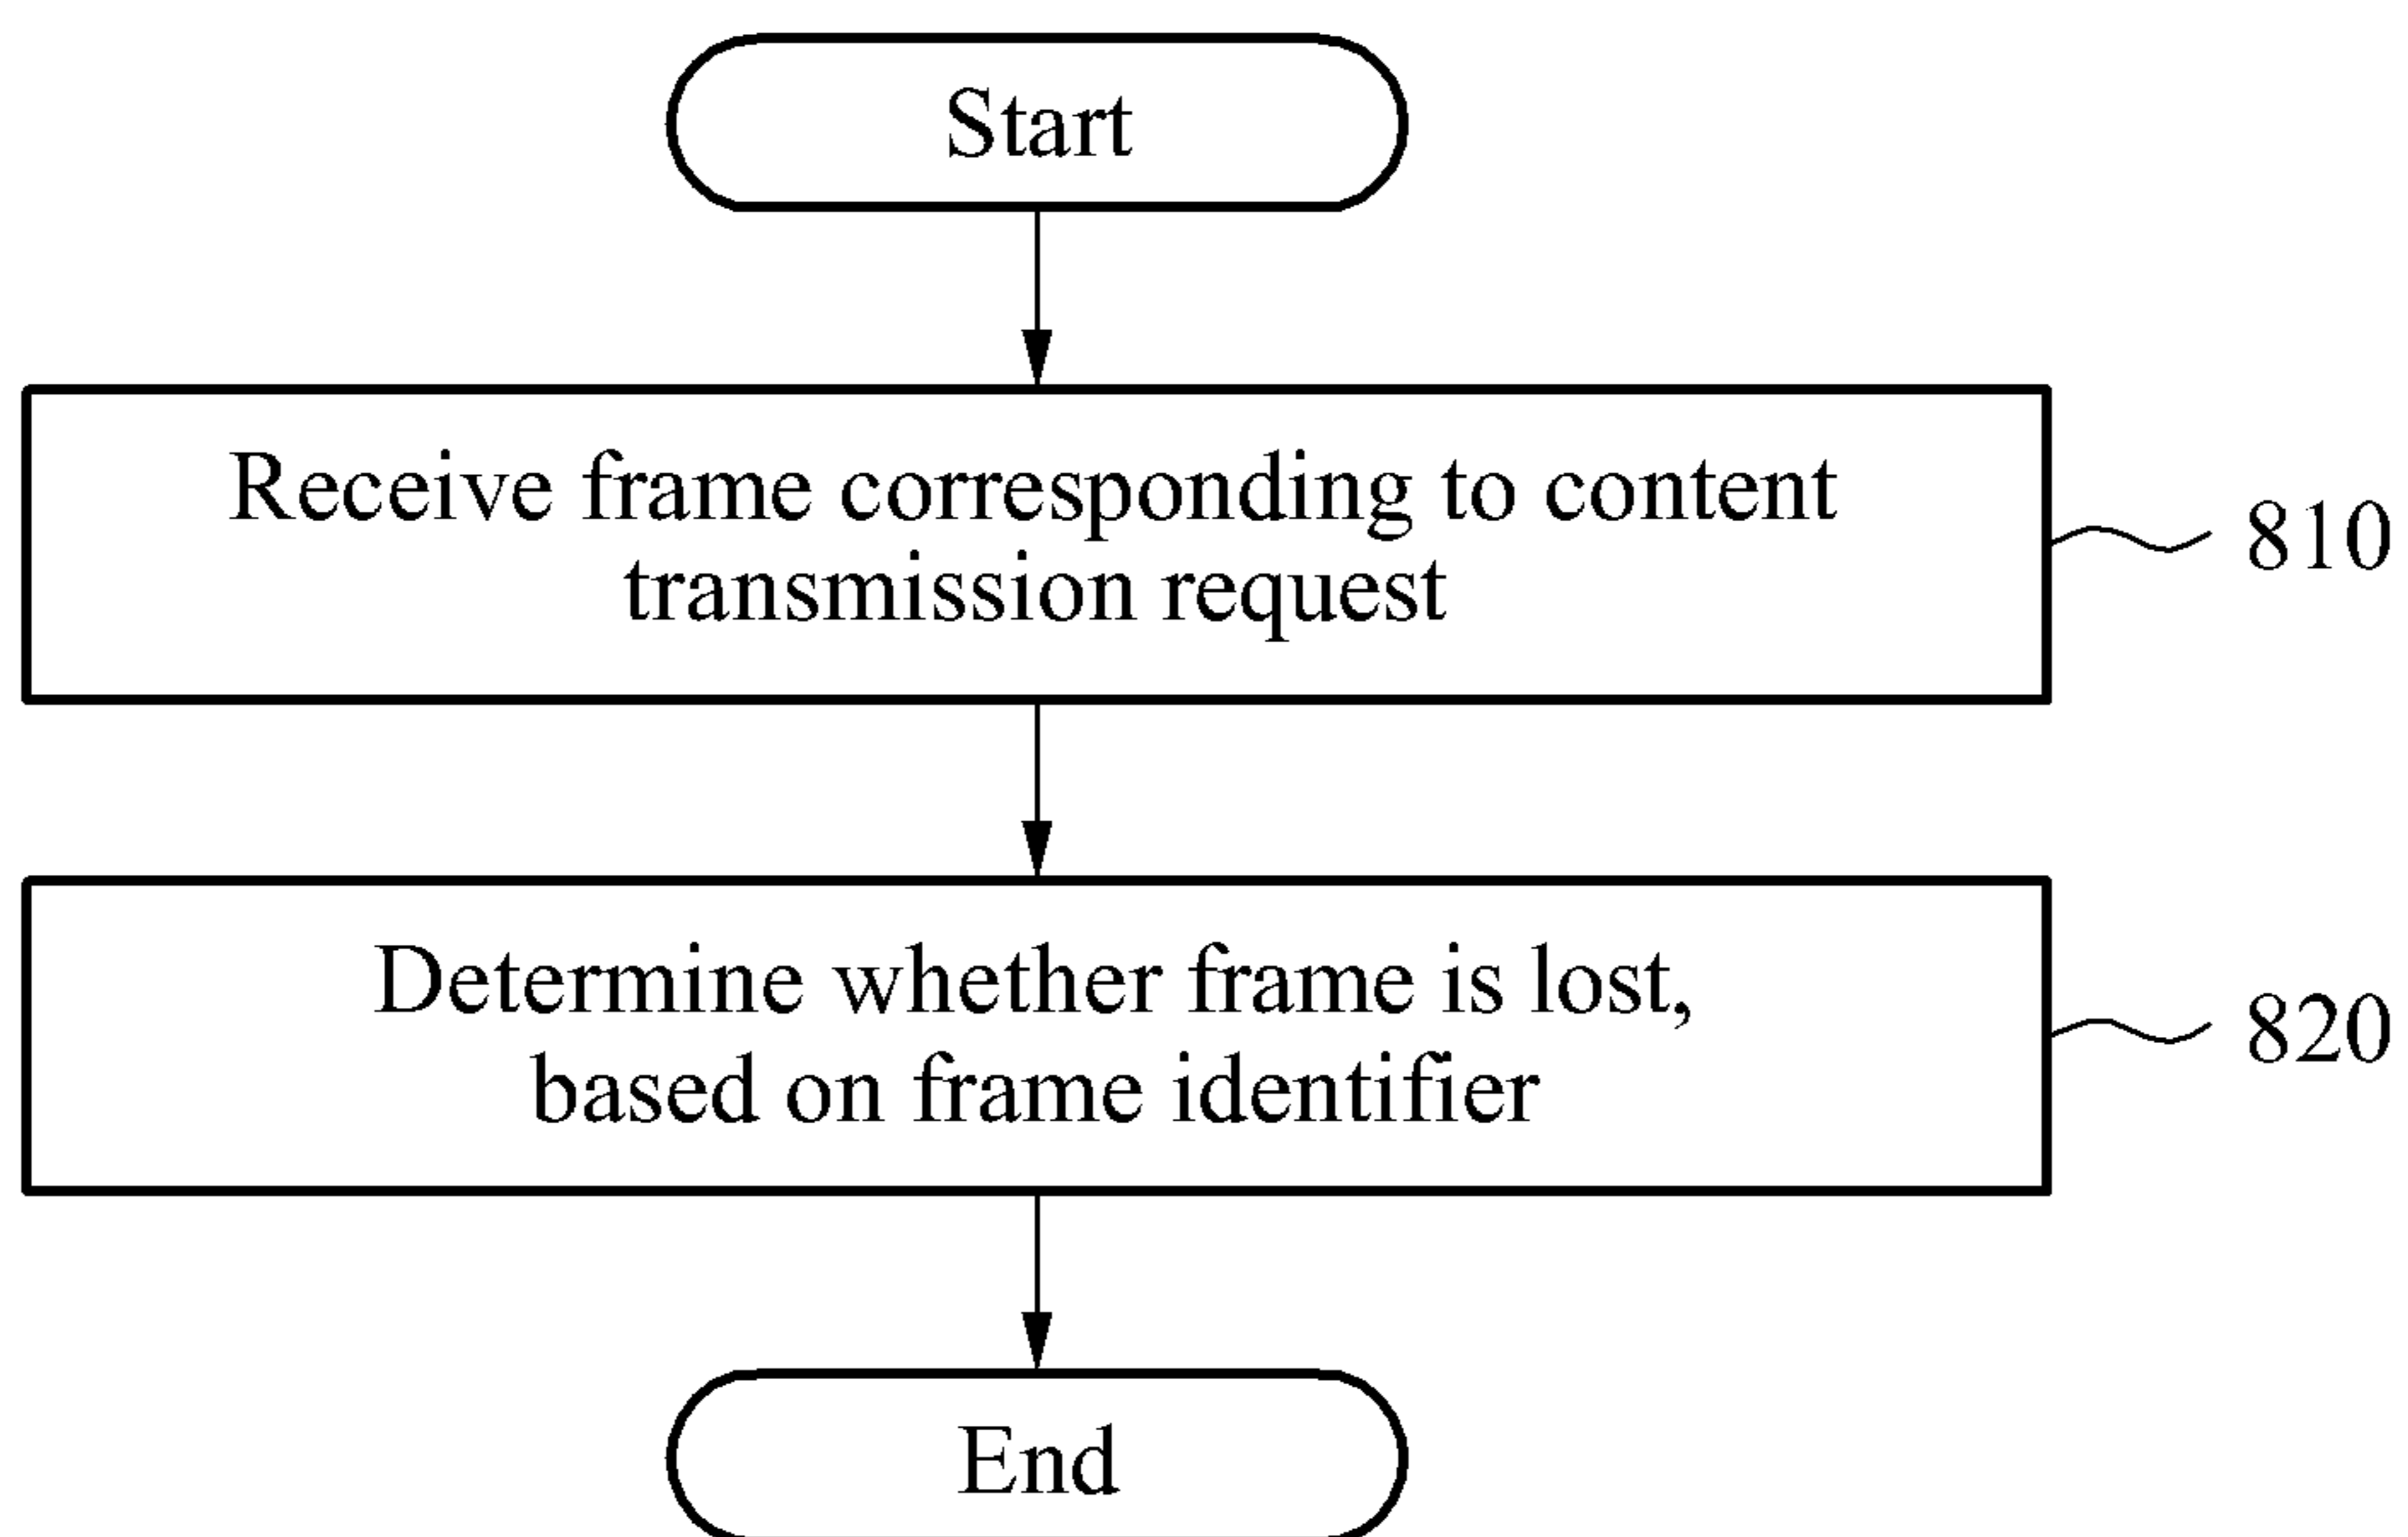 Start
Receive frame corresponding to content
transmission request
810
Determine whether frame is lost,
based on frame identifier
820
End